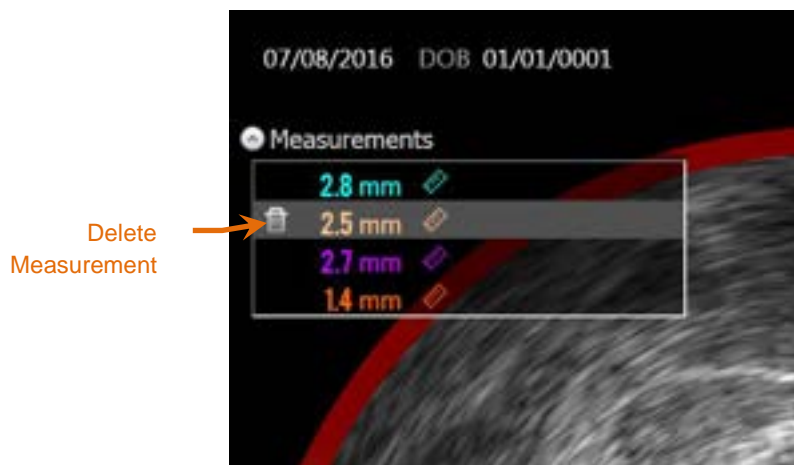 07/08/2016 DOB 01/01/0001
Measurements
2.8 mm
Delete
Measurement
2.5 mm
2.7 mm
1.4 mm